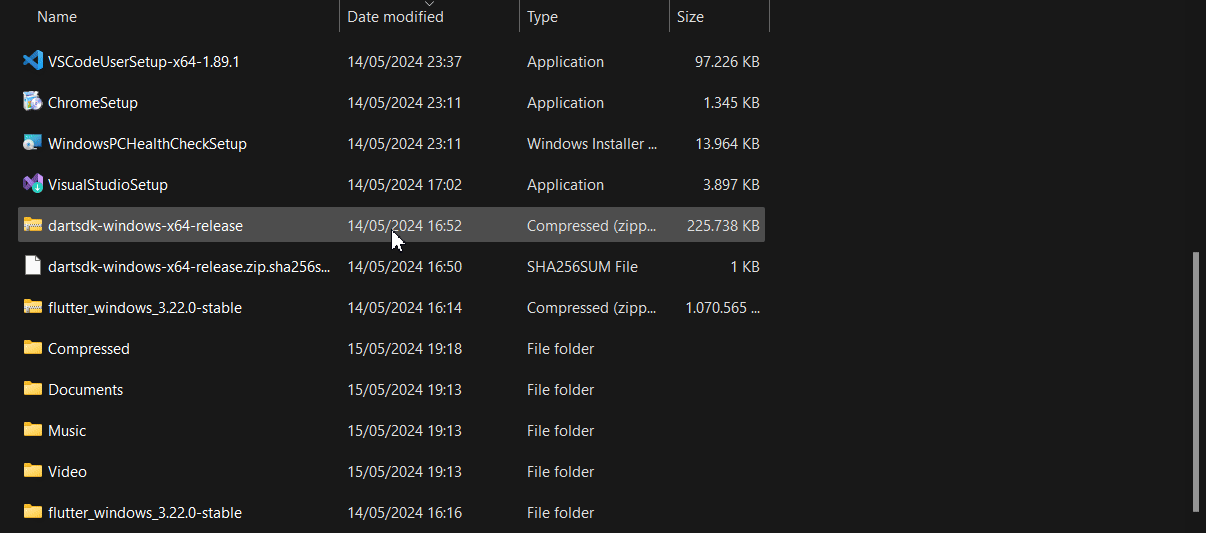 Name Date modified Type Size
VSCodeUserSetup-x64-1.89.1 14/05/2024 23:37 Application 97.226 KB
ChromeSetup 14/05/2024 23:11 Application 1.345 KB
WindowsPCHealthCheckSetup 14/05/2024 23:11 Windows Installer ... 13.964 KB
VisualStudioSetup 14/05/2024 17:02 Application 3.897 KB
dartsdk-windows-x64-release 14/05/2024 16:52 Compressed (zipp... 225.738 KB
dartsdk-windows-x64-release.zip.sha256s... 14/05/2024 16:50 SHA256SUM File 1 KB
flutter_windows_3.22.0-stable 14/05/2024 16:14 Compressed (zipp... 1.070.565 ...
Compressed 15/05/2024 19:18 File folder
Documents 15/05/2024 19:13 File folder
Music 15/05/2024 19:13 File folder
Video 15/05/2024 19:13 File folder
flutter_windows_3.22.0-stable 14/05/2024 16:16 File folder